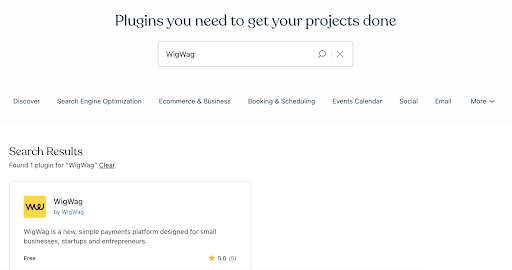 Plugins you need to get your projects done
WigWag
Discover Search Engine Optimization Ecommerce & Business Booking & Scheduling Events Calendar Social Email More
Search Results
Found 1 plugin for "WigWag" Clear
WigWag
by WigWag
WigWag is a new, simple payments platform designed for small
businesses, startups and entrepreneurs.
Free 5.0 (5)